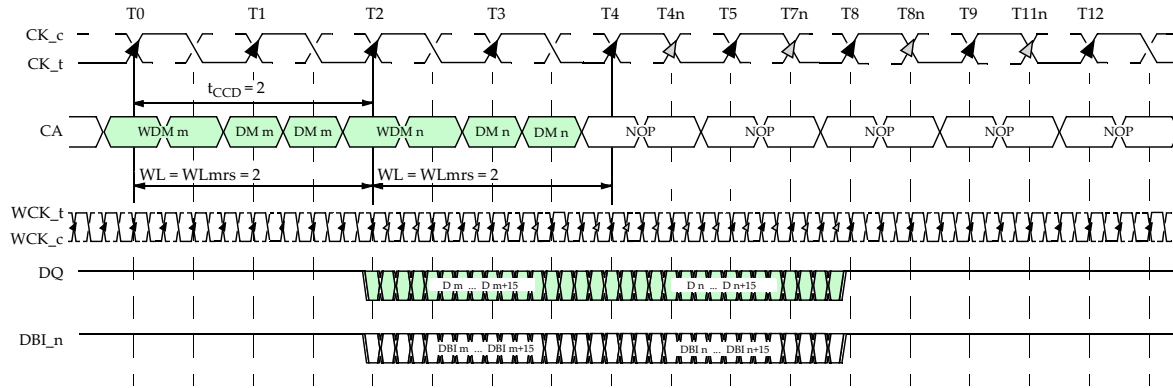 T0 T1 T2 T3 T4 T4n T5 T7n T8 T8n T9 T11n T12
CK_c
CK_t
tCCD = 2
CA WDM m DM m DM m WDM n DM n DM n NOP NOP NOP NOP NOP
WL = WLmrs = 2 WL = WLmrs = 2
WCK_t
WCK_c
DQ D m ... D m+15 D n ... D n+15
DBI_n DBI m ... DBI m+15 DBI n ... DBI n+15